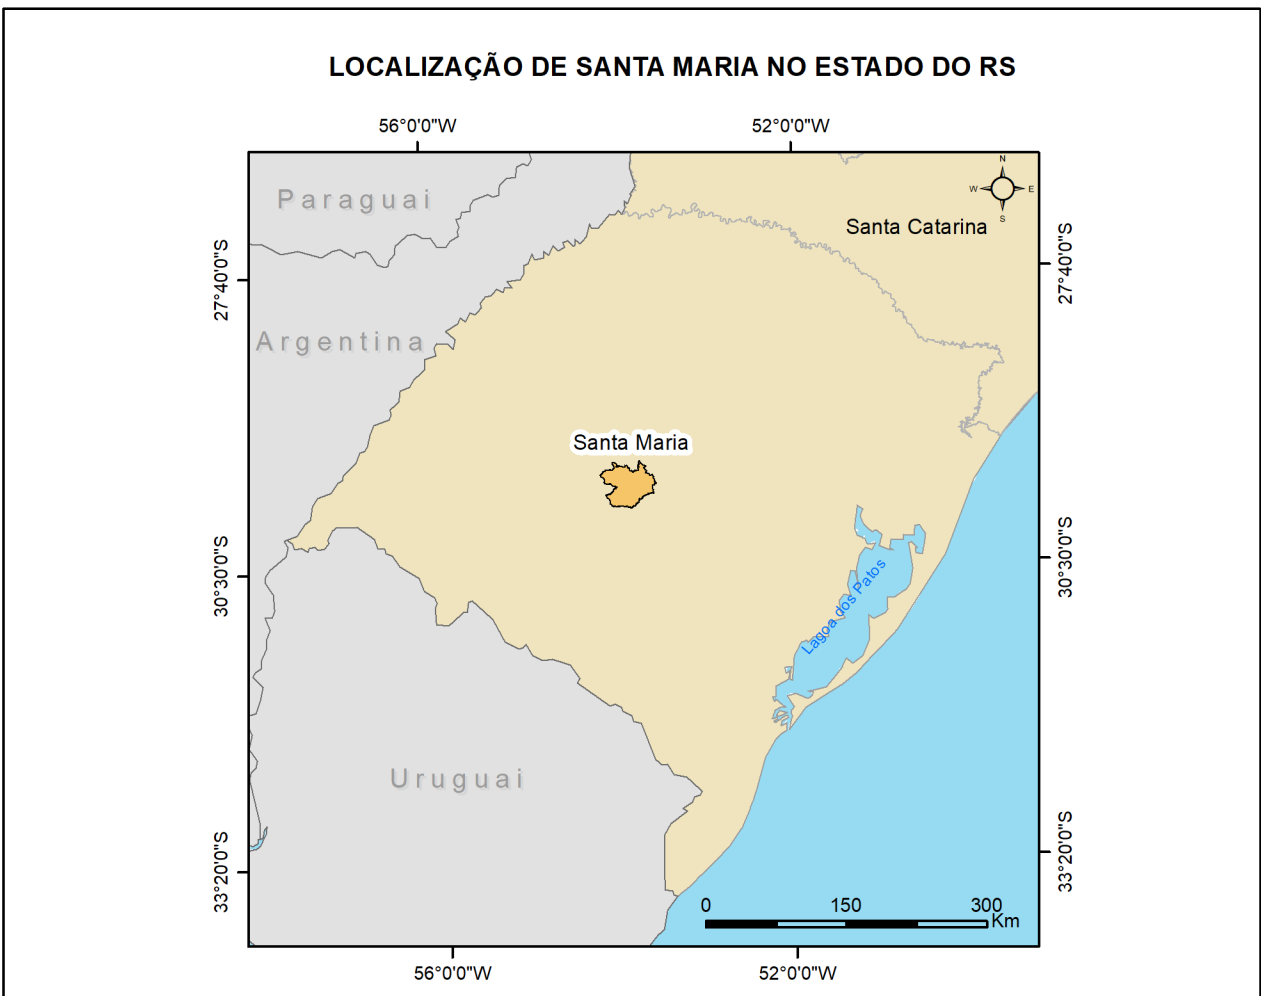 LOCALIZAÇÃO DE SANTA MARIA NO ESTADO DO RS
56°0'0"W
52°0'0"W
N
W
E
S
Paraguai
Santa Catarina
27°40'0"S
27°40'0"S
Argentina
Santa Maria
30°30'0"S
30°30'0"S
Lagoa dos Patos
Uruguai
33°20'0"S
33°20'0"S
0
150
300
Km
56°0'0"W
52°0'0"W